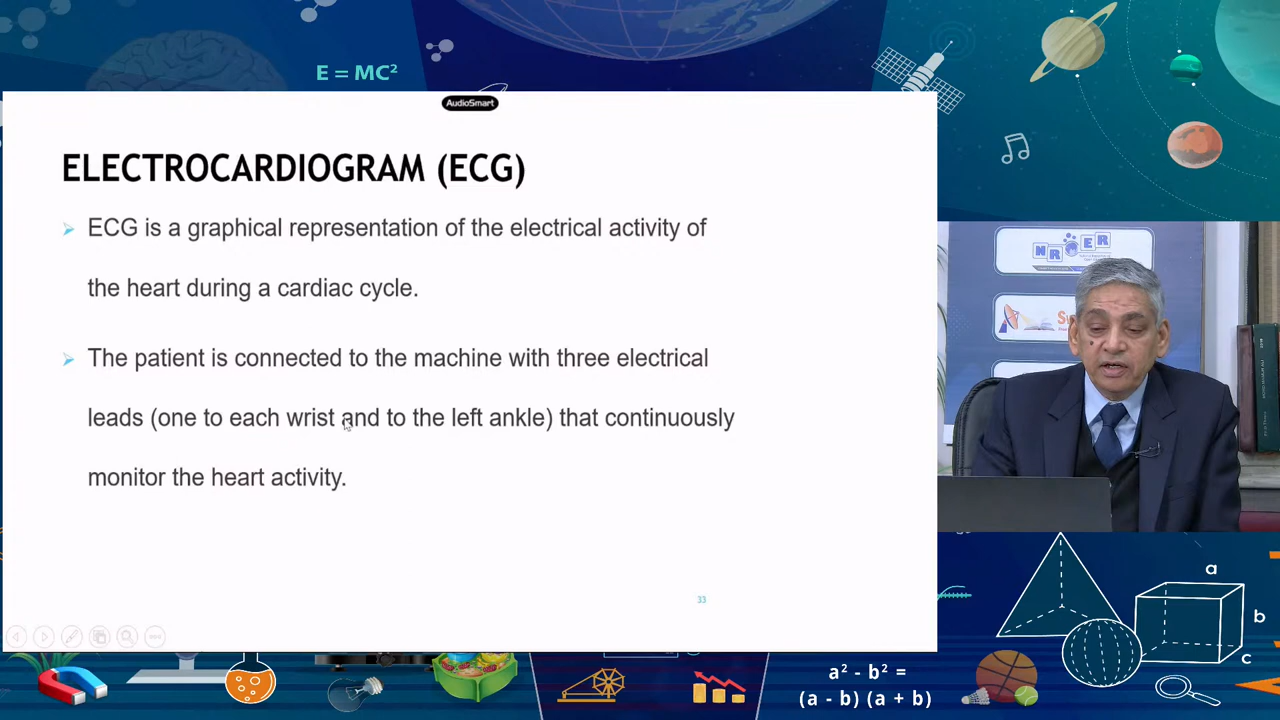 E = MC²
AudioSmart
ELECTROCARDIOGRAM (ECG)
ECG is a graphical representation of the electrical activity of
the heart during a cardiac cycle.
The patient is connected to the machine with three electrical
leads (one to each wrist and to the left ankle) that continuously
monitor the heart activity.
33
NR ER
S
a
b
c
a² - b² =
(a - b) (a + b)